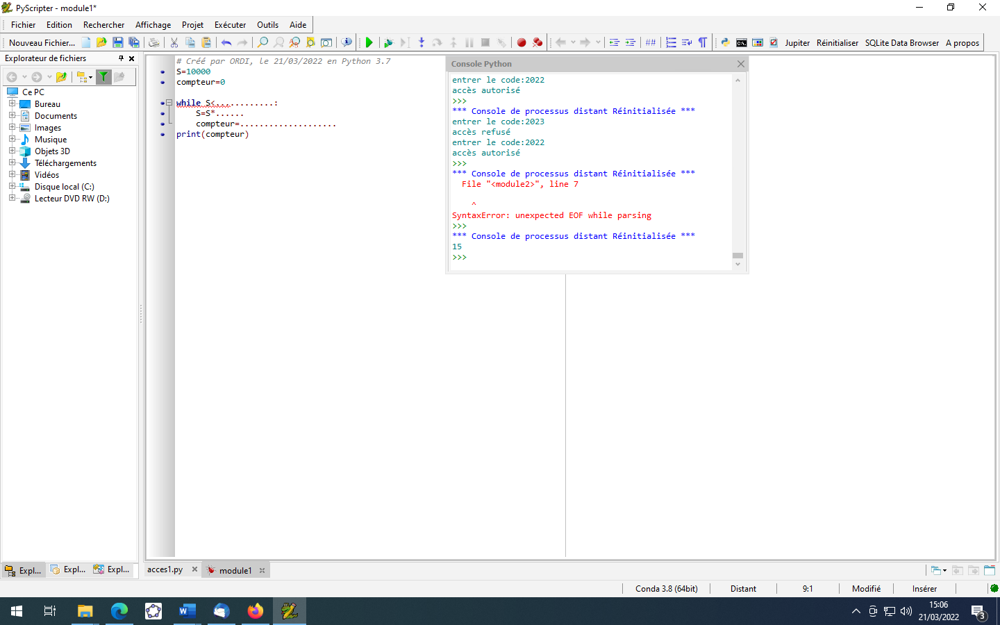 PyScripter - module1*
Fichier Edition Rechercher Affichage Projet Exécuter Outils Aide
Nouveau Fichier... ## Jupiter Réinitialiser SQLite Data Browser A propos
Explorateur de fichiers
Ce PC
Bureau
Documents
Images
Musique
Objets 3D
Téléchargements
Vidéos
Disque local (C:)
Lecteur DVD RW (D:)
Expl... Expl... Expl...
# Créé par ORDI, le 21/03/2022 en Python 3.7
S=10000
compteur=0
while S<............:
S=S*......
compteur=....................
print(compteur)
Console Python
entrer le code:2022
accès autorisé
>>>
*** Console de processus distant Réinitialisée ***
entrer le code:2023
accès refusé
entrer le code:2022
accès autorisé
>>>
*** Console de processus distant Réinitialisée ***
File "<module2>", line 7
^
SyntaxError: unexpected EOF while parsing
>>>
*** Console de processus distant Réinitialisée ***
15
>>>
acces1.py module1
Conda 3.8 (64bit) Distant 9:1 Modifié Insérer
15:06
21/03/2022
3